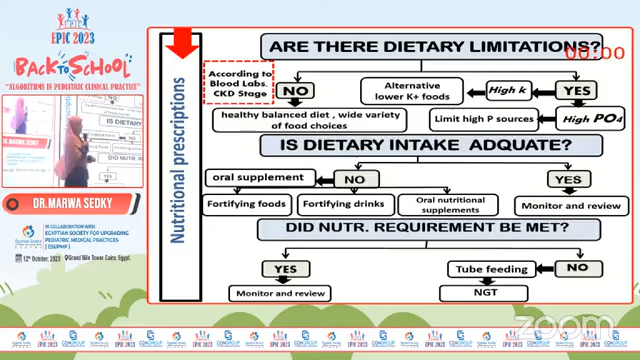 EPIC
EPIC 2023
BACK to SCHOOL
"ALGORITHMS IN PEDIATRIC CLINICAL PRACTICE"
DR.MARWA SEDKY
IN COLLABORATION WITH
EGYPTIAN SOCIETY FOR UPGRADING
PEDIATRIC MEDICAL PRACTICES
(ESUPMP)
12th October, 2023
Grand Nile Tower Cairo, Egypt.
Nutritional prescriptions
ARE THERE DIETARY LIMITATIONS?
00:00
According to
Blood Labs.
CKD Stage
NO
Alternative
lower K+ foods
High k
YES
healthy balanced diet , wide variety
of food choices
Limit high P sources
High PO4
IS DIETARY INTAKE ADQUATE?
oral supplement
NO
YES
Fortifying foods
Fortifying drinks
Oral nutritional
supplements
Monitor and review
DID NUTR. REQUIREMENT BE MET?
YES
Tube feeding
NO
Monitor and review
NGT
zoom
EPIC 2023